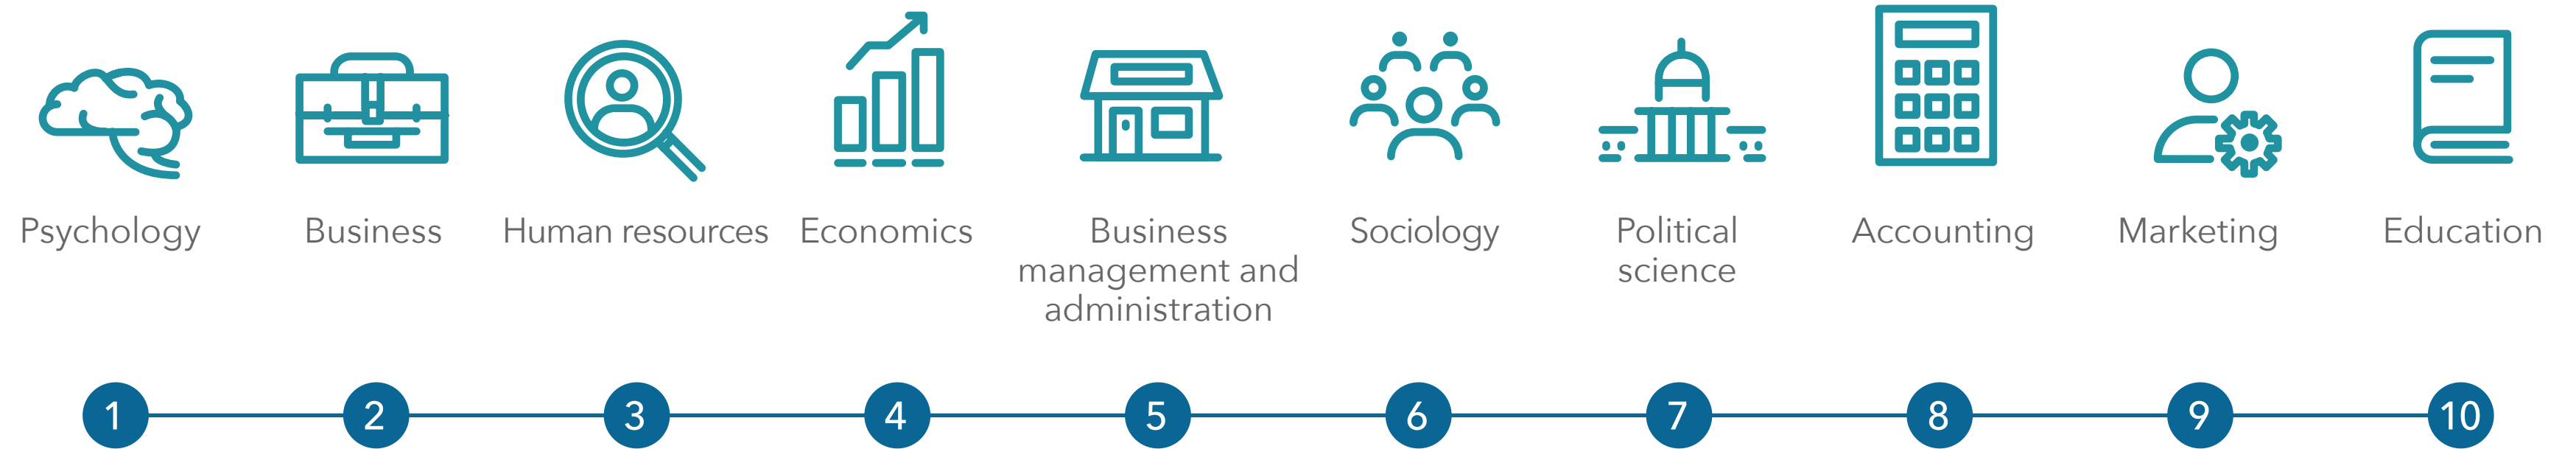 Psychology
Business
Human resources
Economics
Business
management and
administration
Sociology
Political
science
Accounting
Marketing
Education
1
2
3
4
5
6
7
8
9
10